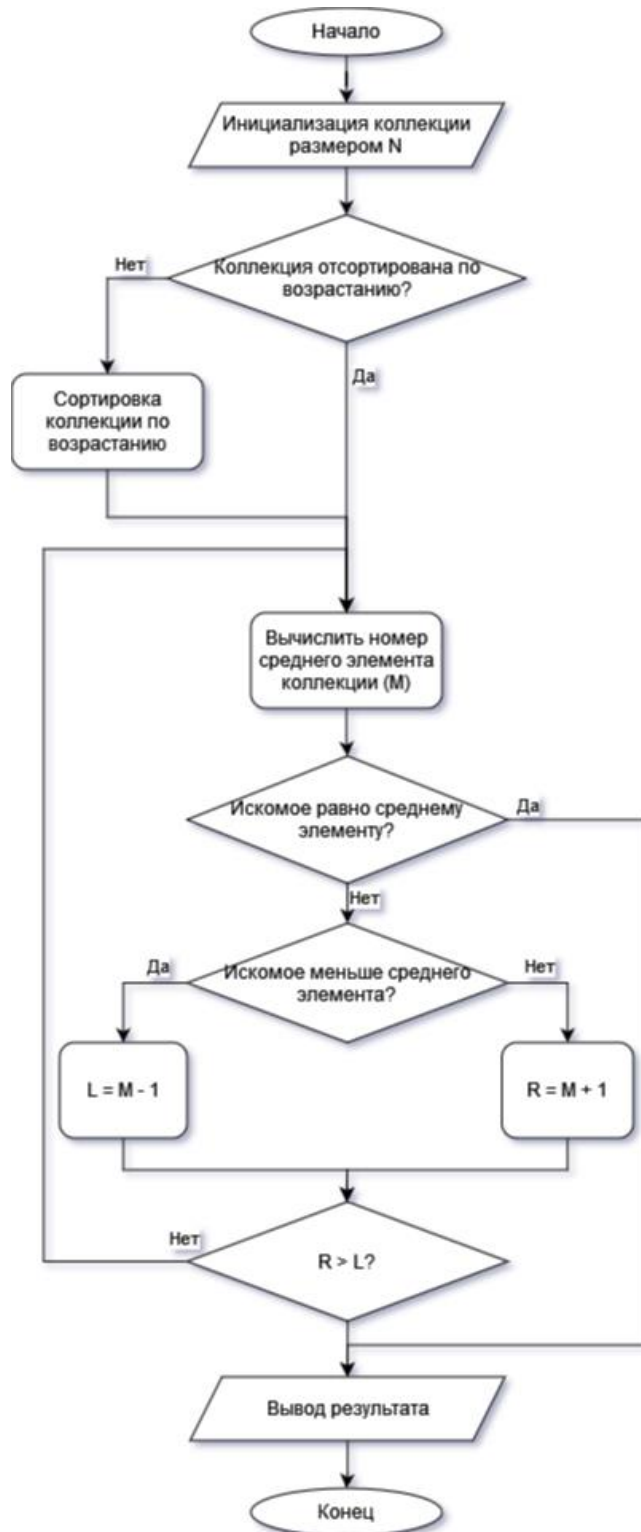 Начало
Инициализация коллекции
размером N
Нет
Коллекция отсортирована по
возрастанию?
Да
Сортировка
коллекции по
возрастанию
Вычислить номер
среднего элемента
коллекции (M)
Искомое равно среднему
элементу?
Да
Нет
Да
Искомое меньше среднего
элемента?
Нет
L = M - 1
R = M + 1
Нет
R > L?
Вывод результата
Конец